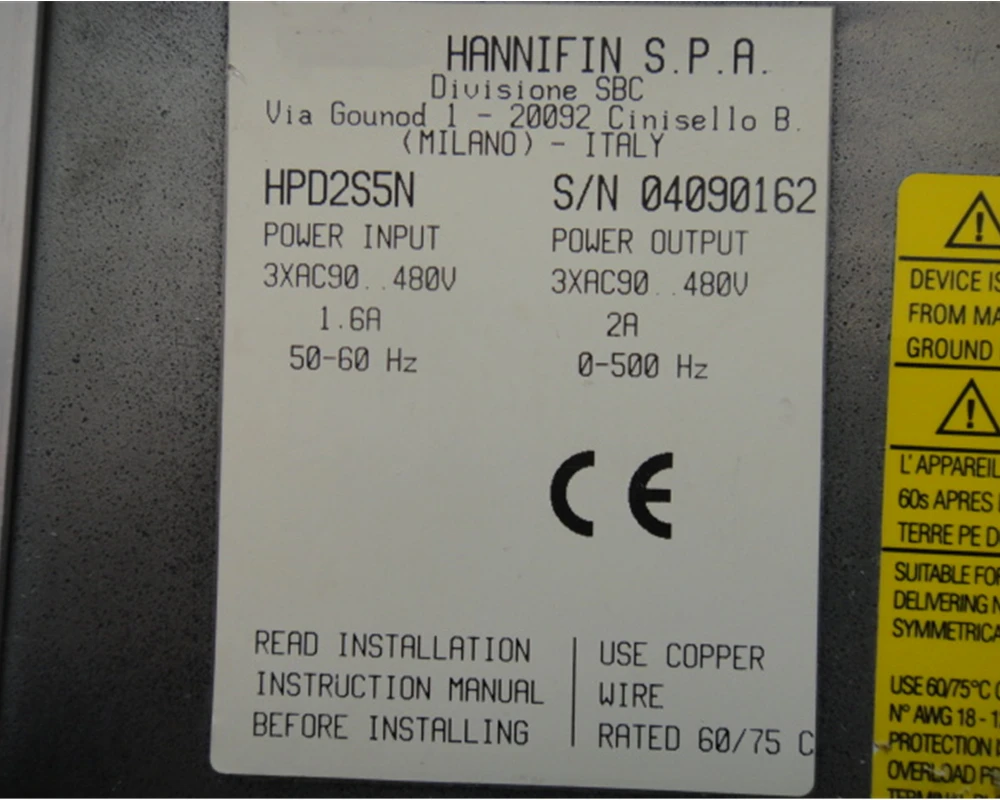 HANNIFIN S.P.A.
Divisione SBC
Via Gounod 1 - 20092 Cinisello B.
(MILANO) - ITALY
HPD2S5N S/N 04090162
POWER INPUT POWER OUTPUT
3XAC90..480V 3XAC90..480V
1.6A 2A
50-60 Hz 0-500 Hz
CE
READ INSTALLATION USE COPPER
INSTRUCTION MANUAL WIRE
BEFORE INSTALLING RATED 60/75 C
DEVICE IS
FROM
GROUND
L'APPAREIL
60s APRES
TERRE PE
SUITABLE FOR
DELIVERING
USE 60/75°C
N° AWG 18 -
PROTECTION
OVERLOAD